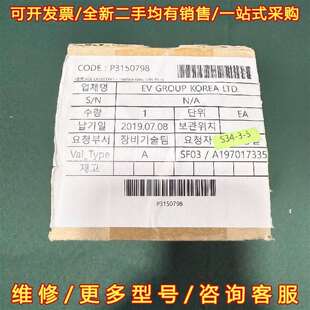 可开发票/全新二手均有销售/一站式采购
CODE : P3150798
업체명 EV GROUP KOREA LTD.
S/N N/A
수량 1 단위 EA
납기일 2019.07.08 보관위치
요청부서 장비기술팀 요청자 S34-3-3
Val_Type A SF03 / A197017335
재고
P3150798
维修/更多型号/咨询客服